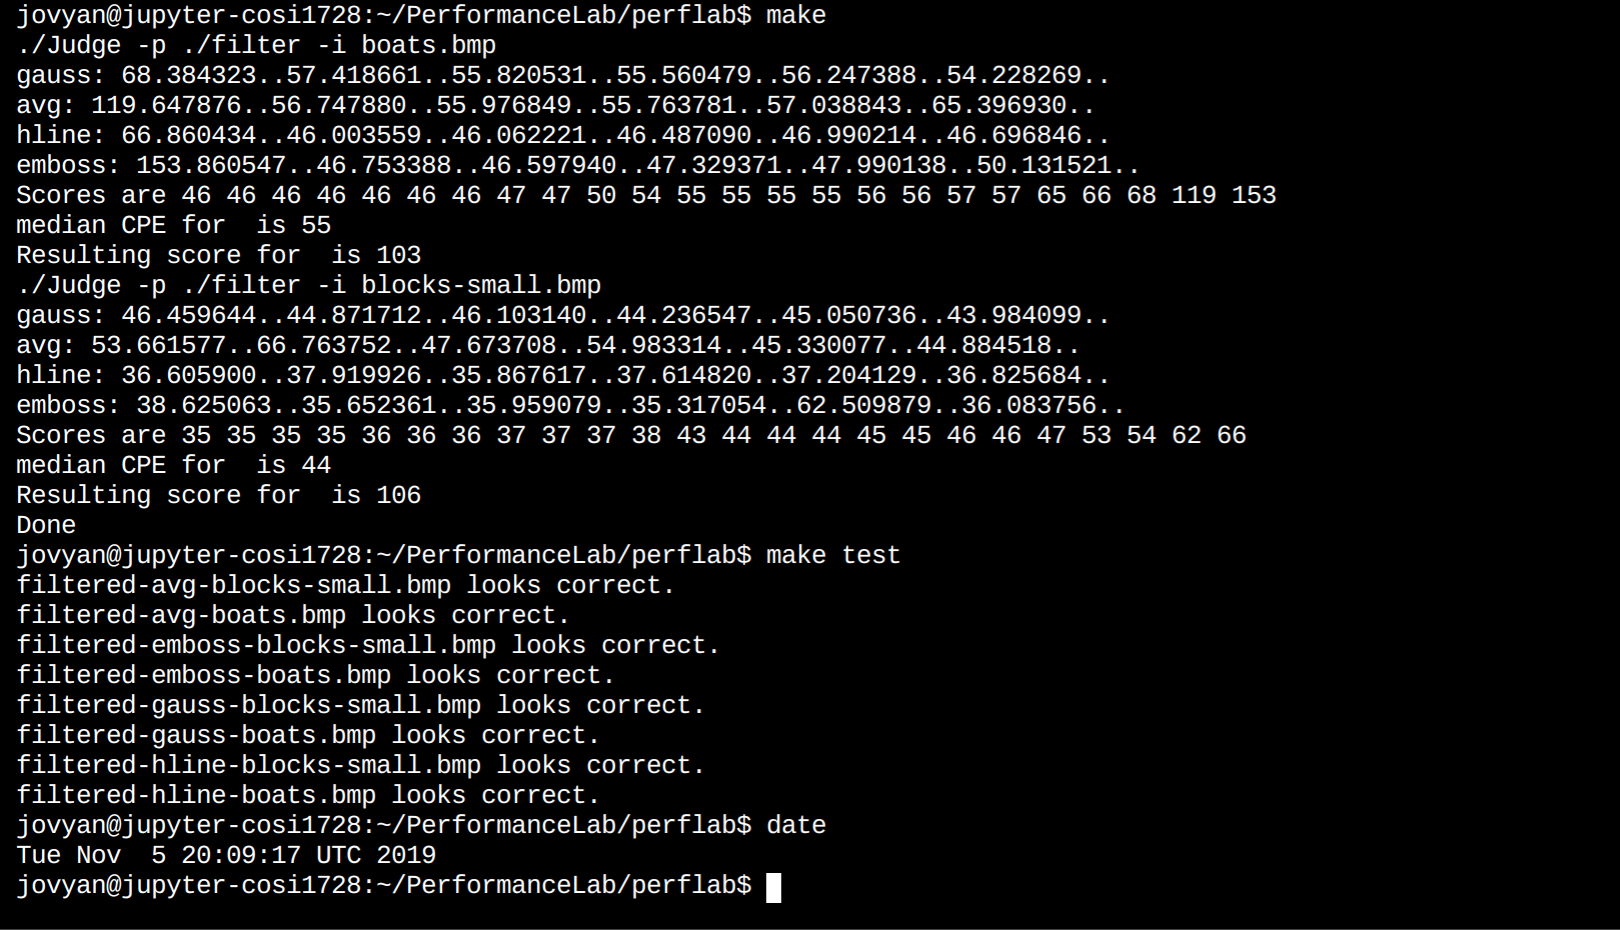 jovyan@jupyter-cosi1728:~/PerformanceLab/perflab$ make
./Judge -p ./filter -i boats.bmp
gauss: 68.384323..57.418661..55.820531..55.560479..56.247388..54.228269..
avg: 119.647876..56.747880..55.976849..55.763781..57.038843..65.396930..
hline: 66.860434..46.003559..46.062221..46.487090..46.990214..46.696846..
emboss: 153.860547..46.753388..46.597940..47.329371..47.990138..50.131521..
Scores are 46 46 46 46 46 46 46 47 47 50 54 55 55 55 55 56 56 57 57 65 66 68 119 153
median CPE for  is 55
Resulting score for  is 103
./Judge -p ./filter -i blocks-small.bmp
gauss: 46.459644..44.871712..46.103140..44.236547..45.050736..43.984099..
avg: 53.661577..66.763752..47.673708..54.983314..45.330077..44.884518..
hline: 36.605900..37.919926..35.867617..37.614820..37.204129..36.825684..
emboss: 38.625063..35.652361..35.959079..35.317054..62.509879..36.083756..
Scores are 35 35 35 35 36 36 36 37 37 37 38 43 44 44 44 45 45 46 46 47 53 54 62 66
median CPE for  is 44
Resulting score for  is 106
Done
jovyan@jupyter-cosi1728:~/PerformanceLab/perflab$ make test
filtered-avg-blocks-small.bmp looks correct.
filtered-avg-boats.bmp looks correct.
filtered-emboss-blocks-small.bmp looks correct.
filtered-emboss-boats.bmp looks correct.
filtered-gauss-blocks-small.bmp looks correct.
filtered-gauss-boats.bmp looks correct.
filtered-hline-blocks-small.bmp looks correct.
filtered-hline-boats.bmp looks correct.
jovyan@jupyter-cosi1728:~/PerformanceLab/perflab$ date
Tue Nov  5 20:09:17 UTC 2019
jovyan@jupyter-cosi1728:~/PerformanceLab/perflab$